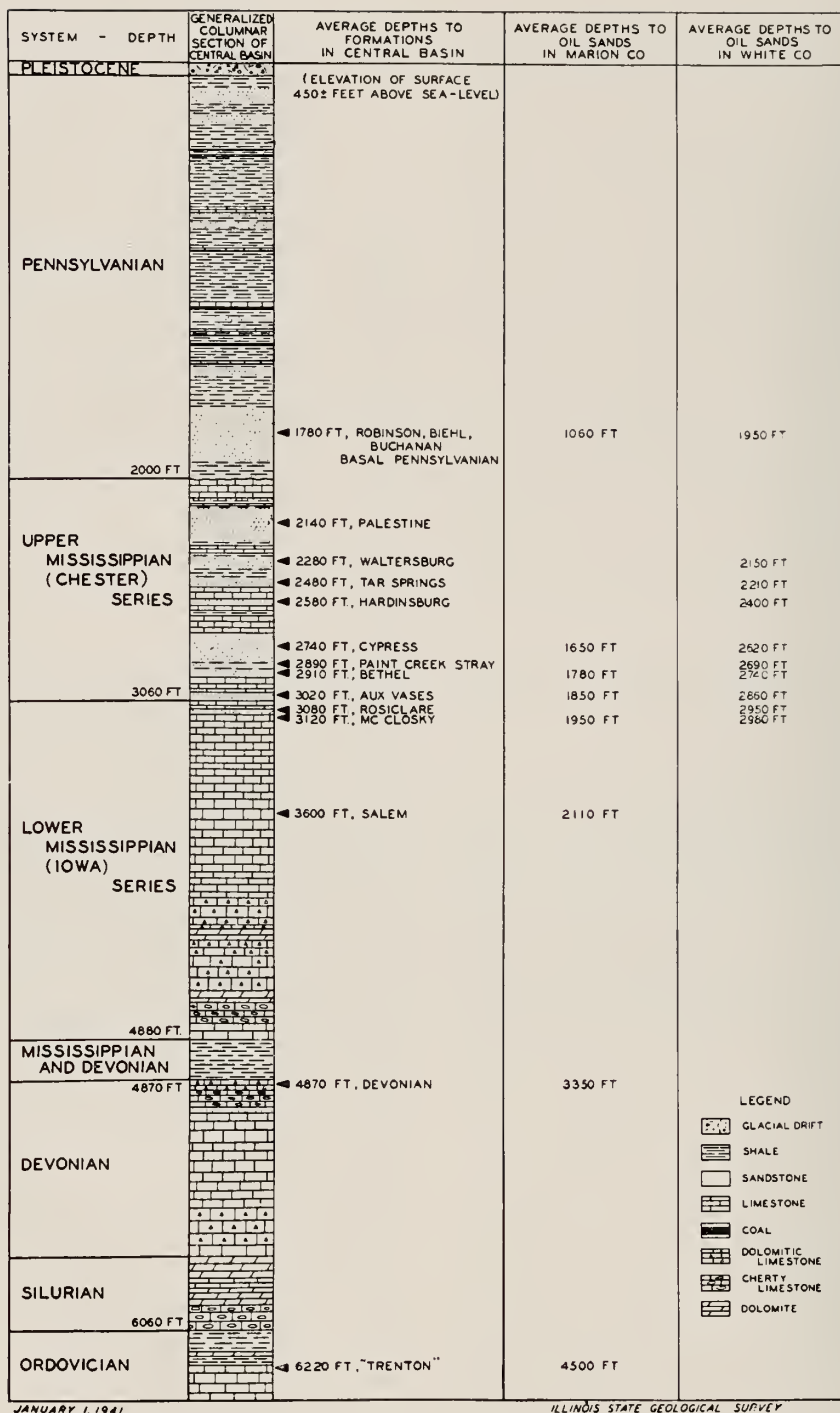 SYSTEM - DEPTH
GENERALIZED
COLUMNAR
SECTION OF
CENTRAL BASIN
AVERAGE DEPTHS TO
FORMATIONS
IN CENTRAL BASIN
AVERAGE DEPTHS TO
OIL SANDS
IN MARION CO
AVERAGE DEPTHS TO
OIL SANDS
IN WHITE CO
PLEISTOCENE
(ELEVATION OF SURFACE
450± FEET ABOVE SEA-LEVEL)
PENNSYLVANIAN
1780 FT, ROBINSON, BIEHL, 1060 FT 1950 FT
BUCHANAN
BASAL PENNSYLVANIAN
2000 FT
2140 FT, PALESTINE
UPPER
MISSISSIPPIAN
(CHESTER)
SERIES
2280 FT, WALTERSBURG 2150 FT
2480 FT, TAR SPRINGS 2210 FT
2580 FT, HARDINSBURG 2400 FT
2740 FT, CYPRESS 1650 FT 2620 FT
2890 FT, PAINT CREEK STRAY 2690 FT
2910 FT, BETHEL 1780 FT 2740 FT
3060 FT
3020 FT, AUX VASES 1850 FT 2860 FT
3080 FT, ROSICLARE 2950 FT
3120 FT, MC CLOSKY 1950 FT 2980 FT
3600 FT, SALEM 2110 FT
LOWER
MISSISSIPPIAN
(IOWA)
SERIES
4880 FT.
MISSISSIPPIAN
AND DEVONIAN
4870 FT
4870 FT, DEVONIAN 3350 FT
DEVONIAN
SILURIAN
6060 FT
ORDOVICIAN
6220 FT, "TRENTON" 4500 FT
LEGEND
GLACIAL DRIFT
SHALE
SANDSTONE
LIMESTONE
COAL
DOLOMITIC
LIMESTONE
CHERTY
LIMESTONE
DOLOMITE
JANUARY 1, 1941
ILLINOIS STATE GEOLOGICAL SURVEY